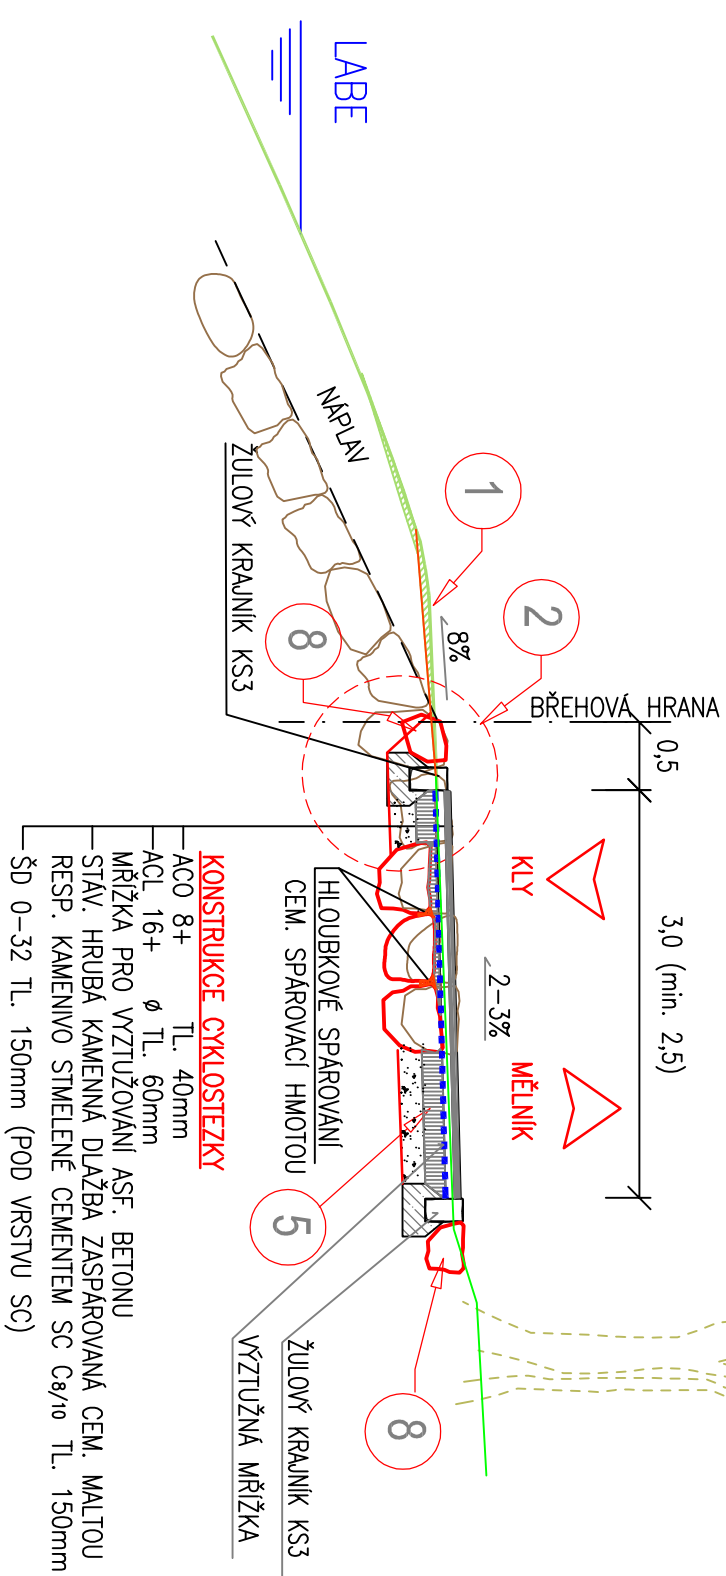 LABE
NÁPLAV
1
2
8
ŽULOVÝ KRAJNÍK KS3
8%
BŘEHOVÁ HRANA
0,5
3,0 (min. 2,5)
KLY
MĚLNÍK
2-3%
HLOUBKOVÉ SPÁROVÁNÍ
CEM. SPÁROVACÍ HMOTOU
5
8
ŽULOVÝ KRAJNÍK KS3
VÝZTUŽNÁ MŘÍŽKA
KONSTRUKCE CYKLOSTEZKY
ACO 8+ TL. 40mm
ACL 16+ ø TL. 60mm
MŘÍŽKA PRO VYZTUŽOVÁNÍ ASF. BETONU
STÁV. HRUBÁ KAMENNÁ DLAŽBA ZASPÁROVANÁ CEM. MALTOU
RESP. KAMENIVO STMELENÉ CEMENTEM SC C8/10 TL. 150mm
ŠD 0-32 TL. 150mm (POD VRSTVU SC)